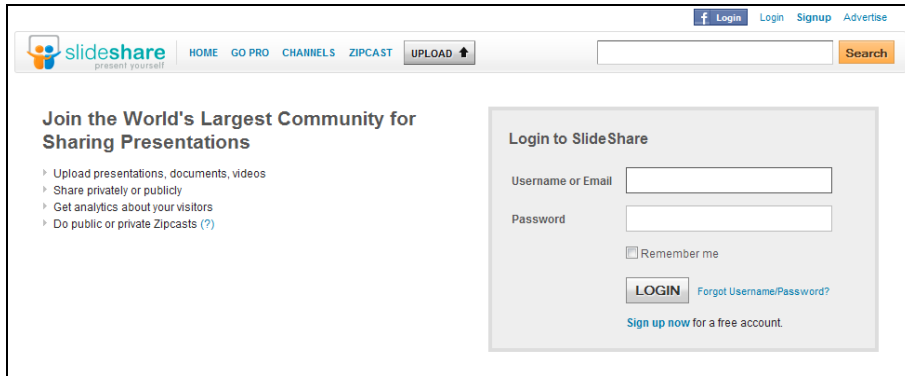 f Login Login Signup Advertise
slideshare
present yourself
HOME GO PRO CHANNELS ZIPCAST UPLOAD Search
Join the World's Largest Community for
Sharing Presentations
Upload presentations, documents, videos
Share privately or publicly
Get analytics about your visitors
Do public or private Zipcasts (?)
Login to SlideShare
Username or Email
Password
Remember me
LOGIN Forgot Username/Password?
Sign up now for a free account.